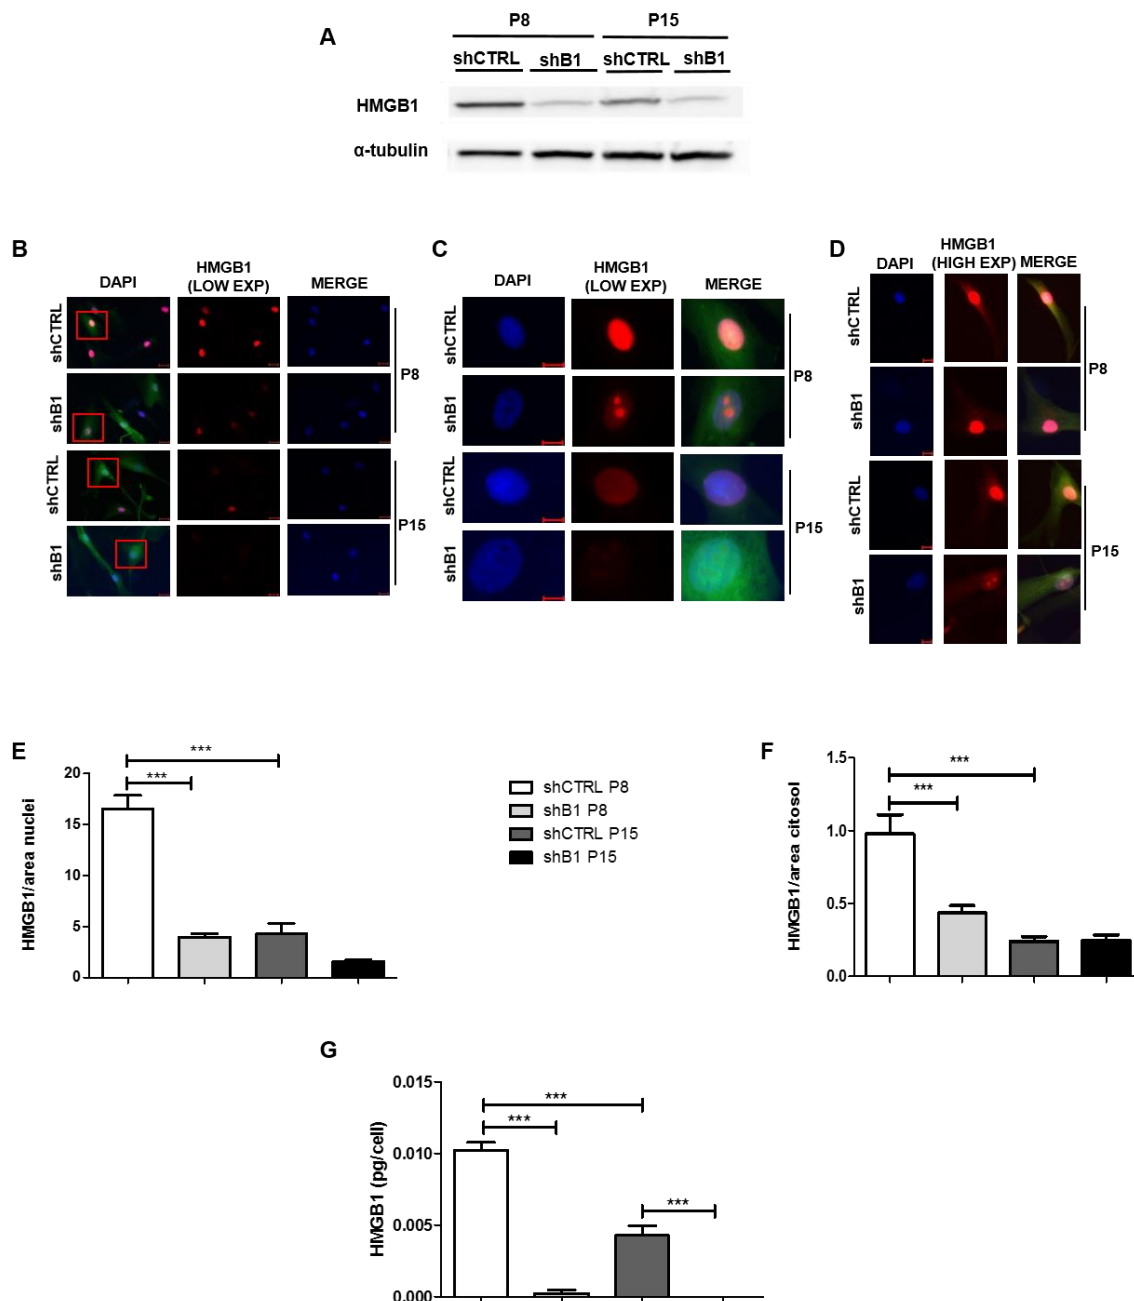 A
P8 P15
shCTRL shB1 shCTRL shB1
HMGB1
α-tubulin
B
DAPI HMGB1 (LOW EXP) MERGE
shCTRL
shB1
P8
shCTRL
shB1
P15
C
DAPI HMGB1 (LOW EXP) MERGE
shCTRL
shB1
P8
shCTRL
shB1
P15
D
DAPI HMGB1 (HIGH EXP) MERGE
shCTRL
shB1
P8
shCTRL
shB1
P15
E
HMGB1/area nuclei
20
15
10
5
0
***
***
shCTRL P8
shB1 P8
shCTRL P15
shB1 P15
F
HMGB1/area citosol
1.5
1.0
0.5
0.0
***
***
G
HMGB1 (pg/cell)
0.015
0.010
0.005
0.000
***
***
***